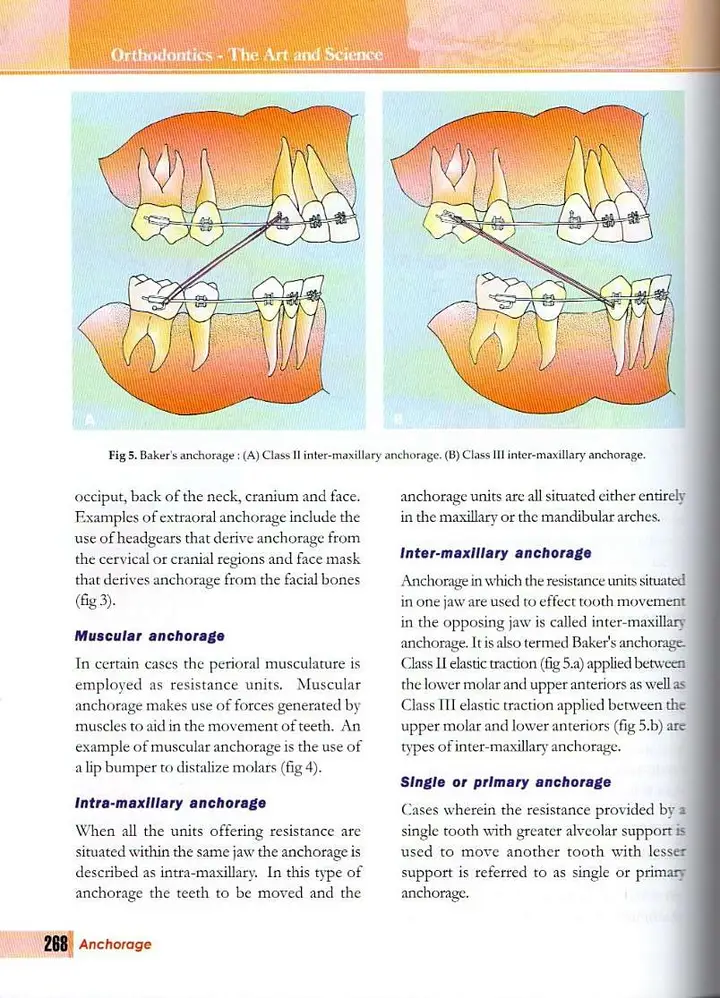 Orthodontics - The Art and Science
A
B
Fig 5. Baker's anchorage : (A) Class II inter-maxillary anchorage. (B) Class III inter-maxillary anchorage.
occiput, back of the neck, cranium and face.
Examples of extraoral anchorage include the
use of headgears that derive anchorage from
the cervical or cranial regions and face mask
that derives anchorage from the facial bones
(fig 3).
Muscular anchorage
In certain cases the perioral musculature is
employed as resistance units. Muscular
anchorage makes use of forces generated by
muscles to aid in the movement of teeth. An
example of muscular anchorage is the use of
a lip bumper to distalize molars (fig 4).
Intra-maxillary anchorage
When all the units offering resistance are
situated within the same jaw the anchorage is
described as intra-maxillary. In this type of
anchorage the teeth to be moved and the
anchorage units are all situated either entirely
in the maxillary or the mandibular arches.
Inter-maxillary anchorage
Anchorage in which the resistance units situated
in one jaw are used to effect tooth movement
in the opposing jaw is called inter-maxillary
anchorage. It is also termed Baker's anchorage.
Class II elastic traction (fig 5.a) applied between
the lower molar and upper anteriors as well as
Class III elastic traction applied between the
upper molar and lower anteriors (fig 5.b) are
types of inter-maxillary anchorage.
Single or primary anchorage
Cases wherein the resistance provided by a
single tooth with greater alveolar support is
used to move another tooth with lesser
support is referred to as single or primary
anchorage.
268 Anchorage